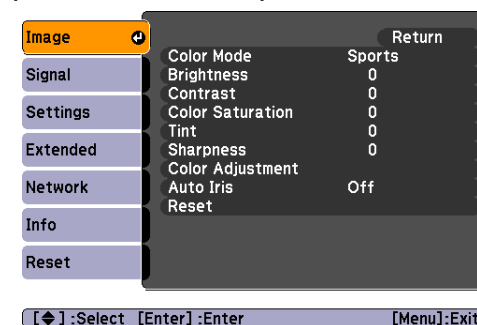 Image
Signal
Settings
Extended
Network
Info
Reset
Return
Color Mode Sports
Brightness 0
Contrast 0
Color Saturation 0
Tint 0
Sharpness 0
Color Adjustment
Auto Iris Off
Reset
[◆] :Select [Enter] :Enter [Menu]:Exit